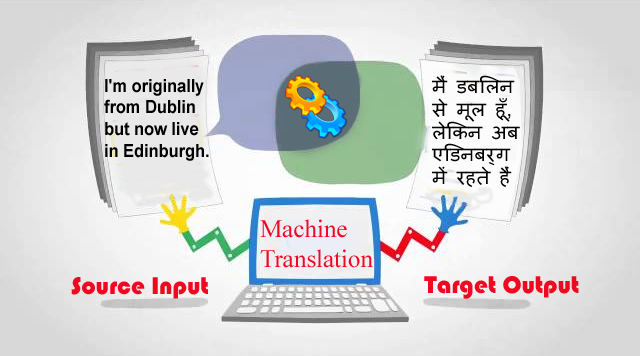 I'm originally
from Dublin
but now live
in Edinburgh.
मैं डबलिन
से मूल हूँ,
लेकिन अब
एडिनबर्ग
में रहते हैं
Machine
Translation
Source Input
Target Output